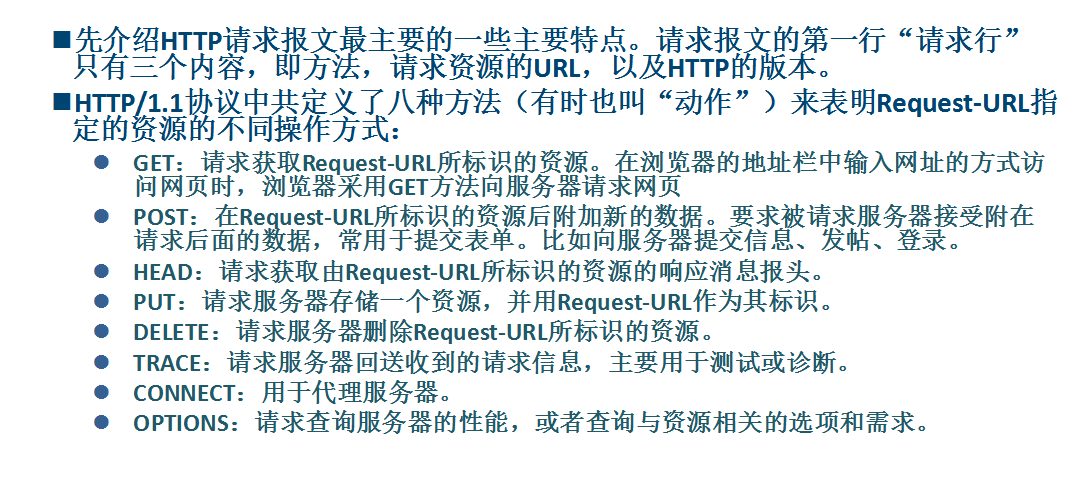 ■先介绍HTTP请求报文最主要的一些主要特点。请求报文的第一行“请求行”
只有三个内容，即方法，请求资源的URL，以及HTTP的版本。
■HTTP/1.1协议中共定义了八种方法（有时也叫“动作”）来表明Request-URL指
定的资源的不同操作方式：
● GET：请求获取Request-URL所标识的资源。在浏览器的地址栏中输入网址的方式访
问网页时，浏览器采用GET方法向服务器请求网页
● POST：在Request-URL所标识的资源后附加新的数据。要求被请求服务器接受附在
请求后面的数据，常用于提交表单。比如向服务器提交信息、发帖、登录。
● HEAD：请求获取由Request-URL所标识的资源的响应消息报头。
● PUT：请求服务器存储一个资源，并用Request-URL作为其标识。
● DELETE：请求服务器删除Request-URL所标识的资源。
● TRACE：请求服务器回送收到的请求信息，主要用于测试或诊断。
● CONNECT：用于代理服务器。
● OPTIONS：请求查询服务器的性能，或者查询与资源相关的选项和需求。